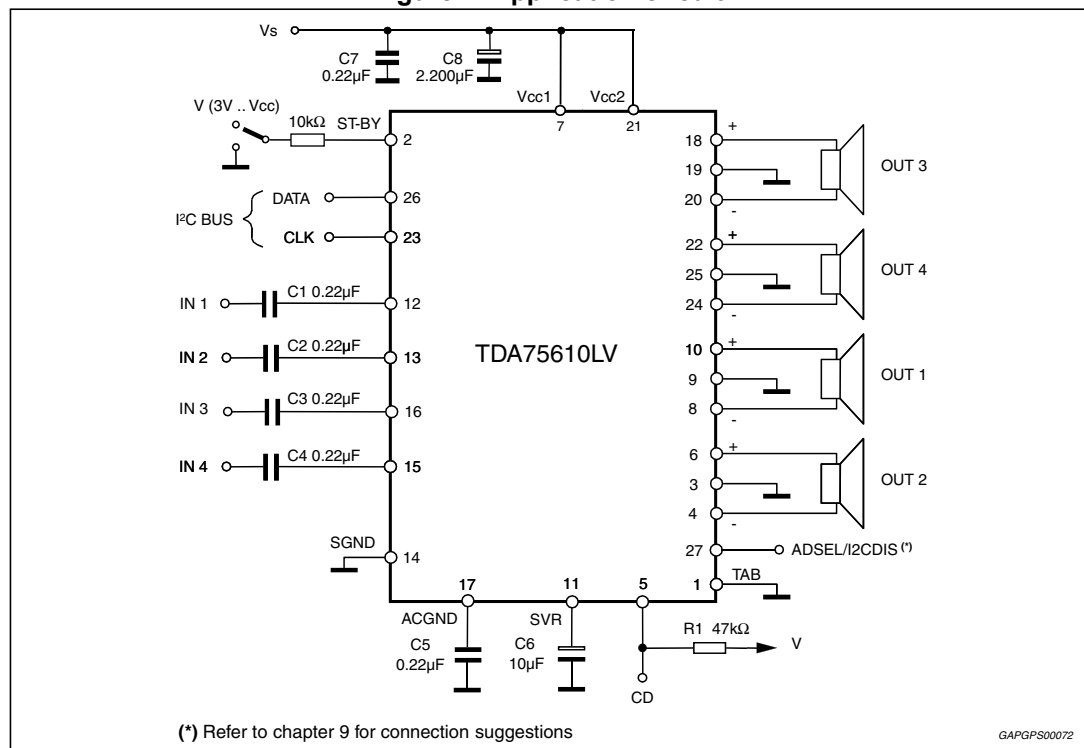 Vs
C7
0.22µF
C8
2.200µF
Vcc1
Vcc2
7
21
V (3V .. Vcc)
10kΩ
ST-BY
2
I²C BUS
DATA
26
CLK
23
IN 1
C1 0.22µF
12
IN 2
C2 0.22µF
13
IN 3
C3 0.22µF
16
IN 4
C4 0.22µF
15
SGND
14
TDA75610LV
18
+
19
20
-
OUT 3
22
+
25
24
-
OUT 4
10
+
9
8
-
OUT 1
6
+
3
4
-
OUT 2
27
ADSEL/I2CDIS (*)
1
TAB
17
11
5
ACGND
SVR
C5
0.22µF
C6
10µF
R1 47kΩ
V
CD
(*) Refer to chapter 9 for connection suggestions
GAPGPS00072